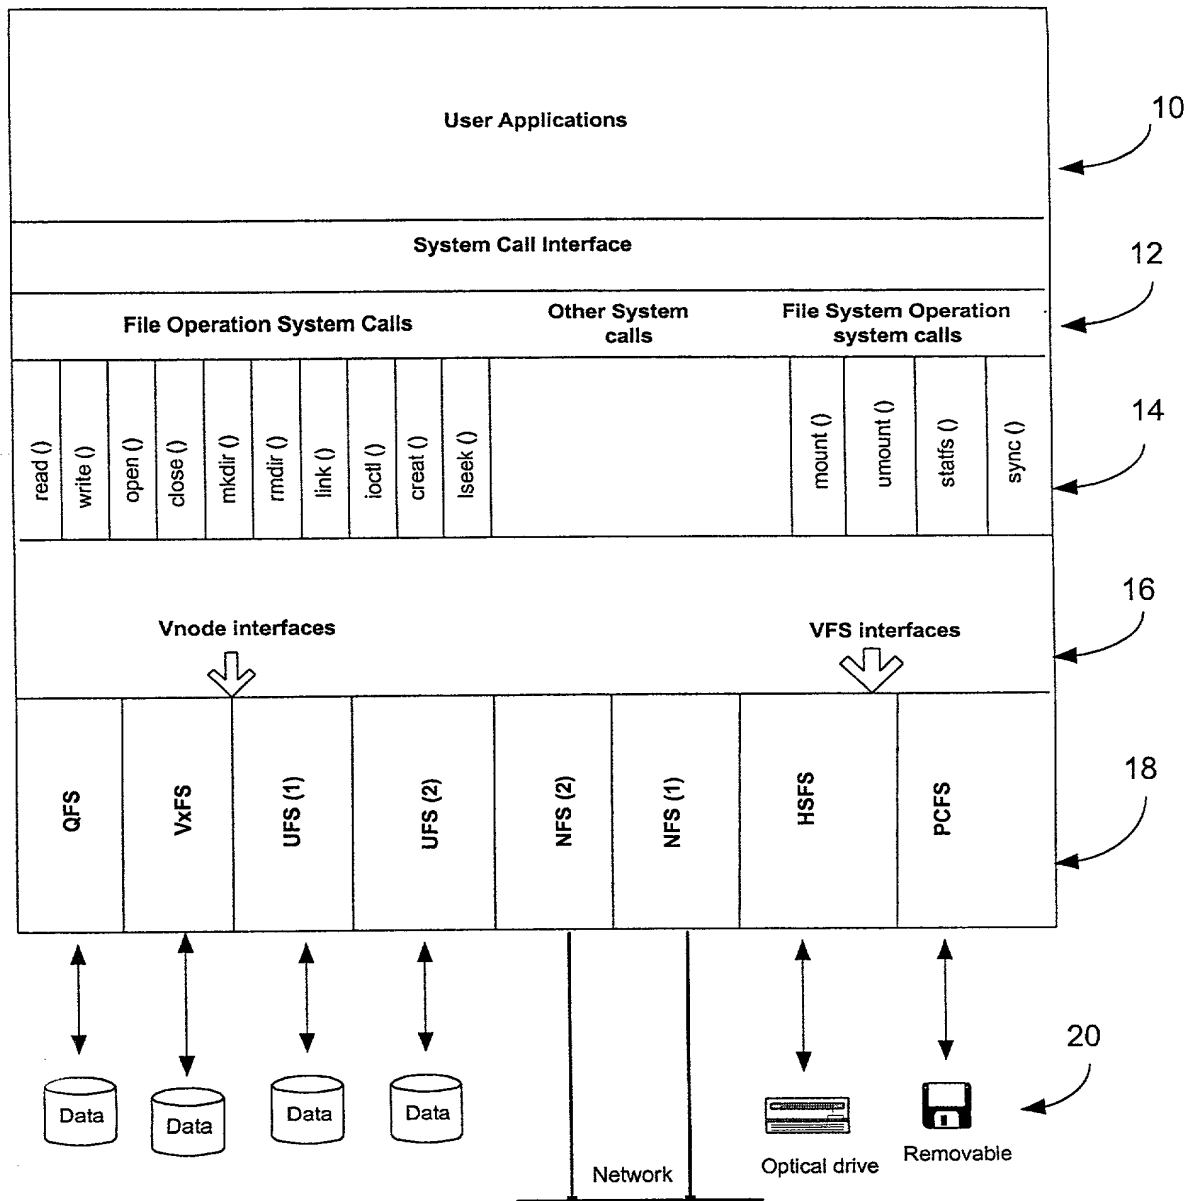 User Applications
10
System Call Interface
12
File Operation System Calls
Other System
calls
File System Operation
system calls
14
read ()
write ()
open ()
close ()
mkdir ()
rmdir ()
link ()
ioctl ()
creat ()
lseek ()
mount ()
umount ()
statfs ()
sync ()
16
Vnode interfaces
VFS interfaces
18
QFS
VxFS
UFS (1)
UFS (2)
NFS (2)
NFS (1)
HSFS
PCFS
20
Data
Data
Data
Data
Network
Optical drive
Removable